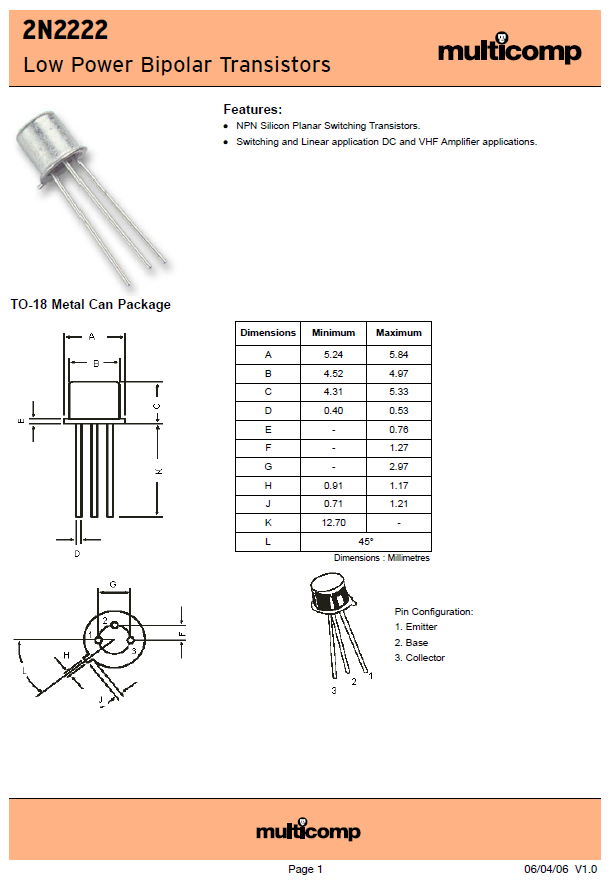 2N2222
Low Power Bipolar Transistors
multicomp
Features:
• NPN Silicon Planar Switching Transistors.
• Switching and Linear application DC and VHF Amplifier applications.
TO-18 Metal Can Package
A
B
C
E
K
D
Dimensions Minimum Maximum
A 5.24 5.84
B 4.52 4.97
C 4.31 5.33
D 0.40 0.53
E - 0.76
F - 1.27
G - 2.97
H 0.91 1.17
J 0.71 1.21
K 12.70 -
L 45°
Dimensions : Millimetres
G
2
1
3
F
H
L
J
3
2
1
Pin Configuration:
1. Emitter
2. Base
3. Collector
multicomp
Page 1
06/04/06 V1.0